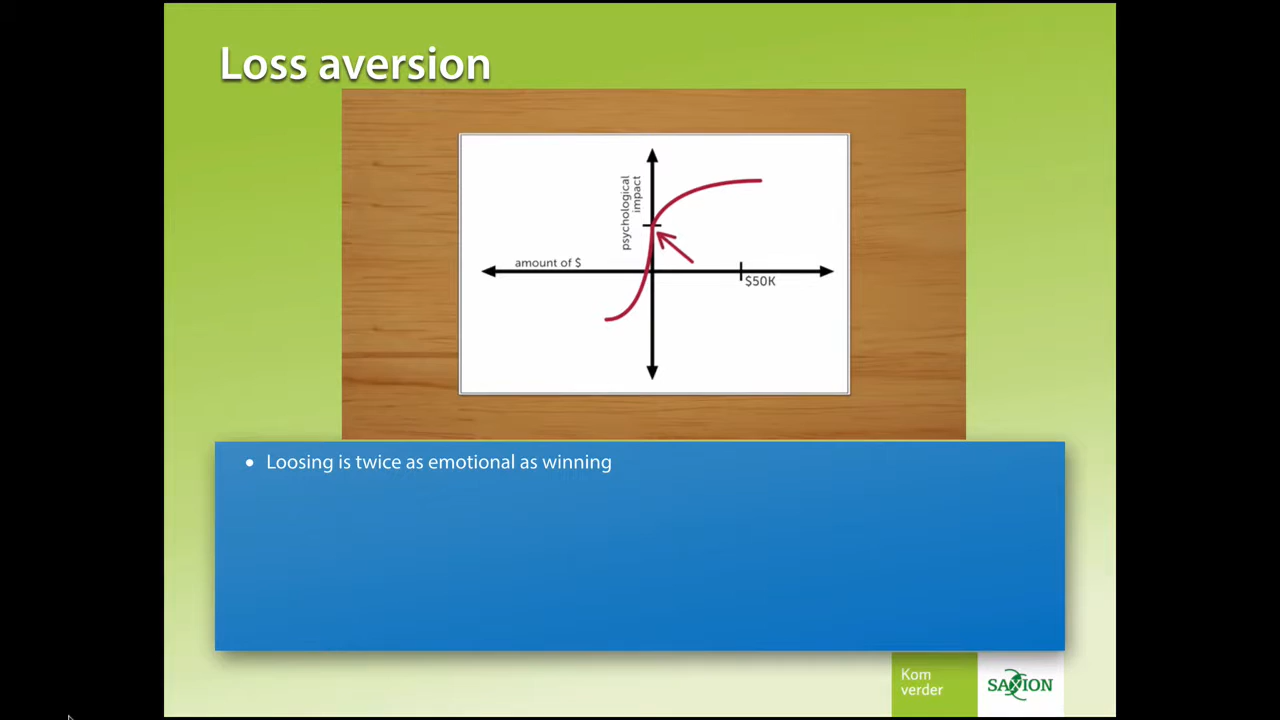 Loss aversion
psychological
impact
amount of $
$50K
• Loosing is twice as emotional as winning
Kom
verder
SAXION